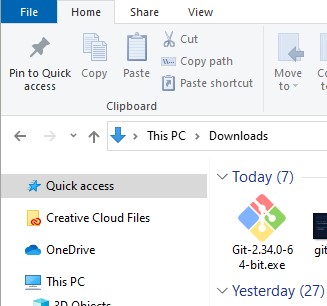 File Home Share View
Pin to Quick access
Copy
Paste
Cut
Copy path
Paste shortcut
Move to
Clipboard
This PC > Downloads
Quick access
Creative Cloud Files
OneDrive
This PC
3D Objects
Today (7)
Git-2.34.0-6
4-bit.exe
git
Yesterday (27)